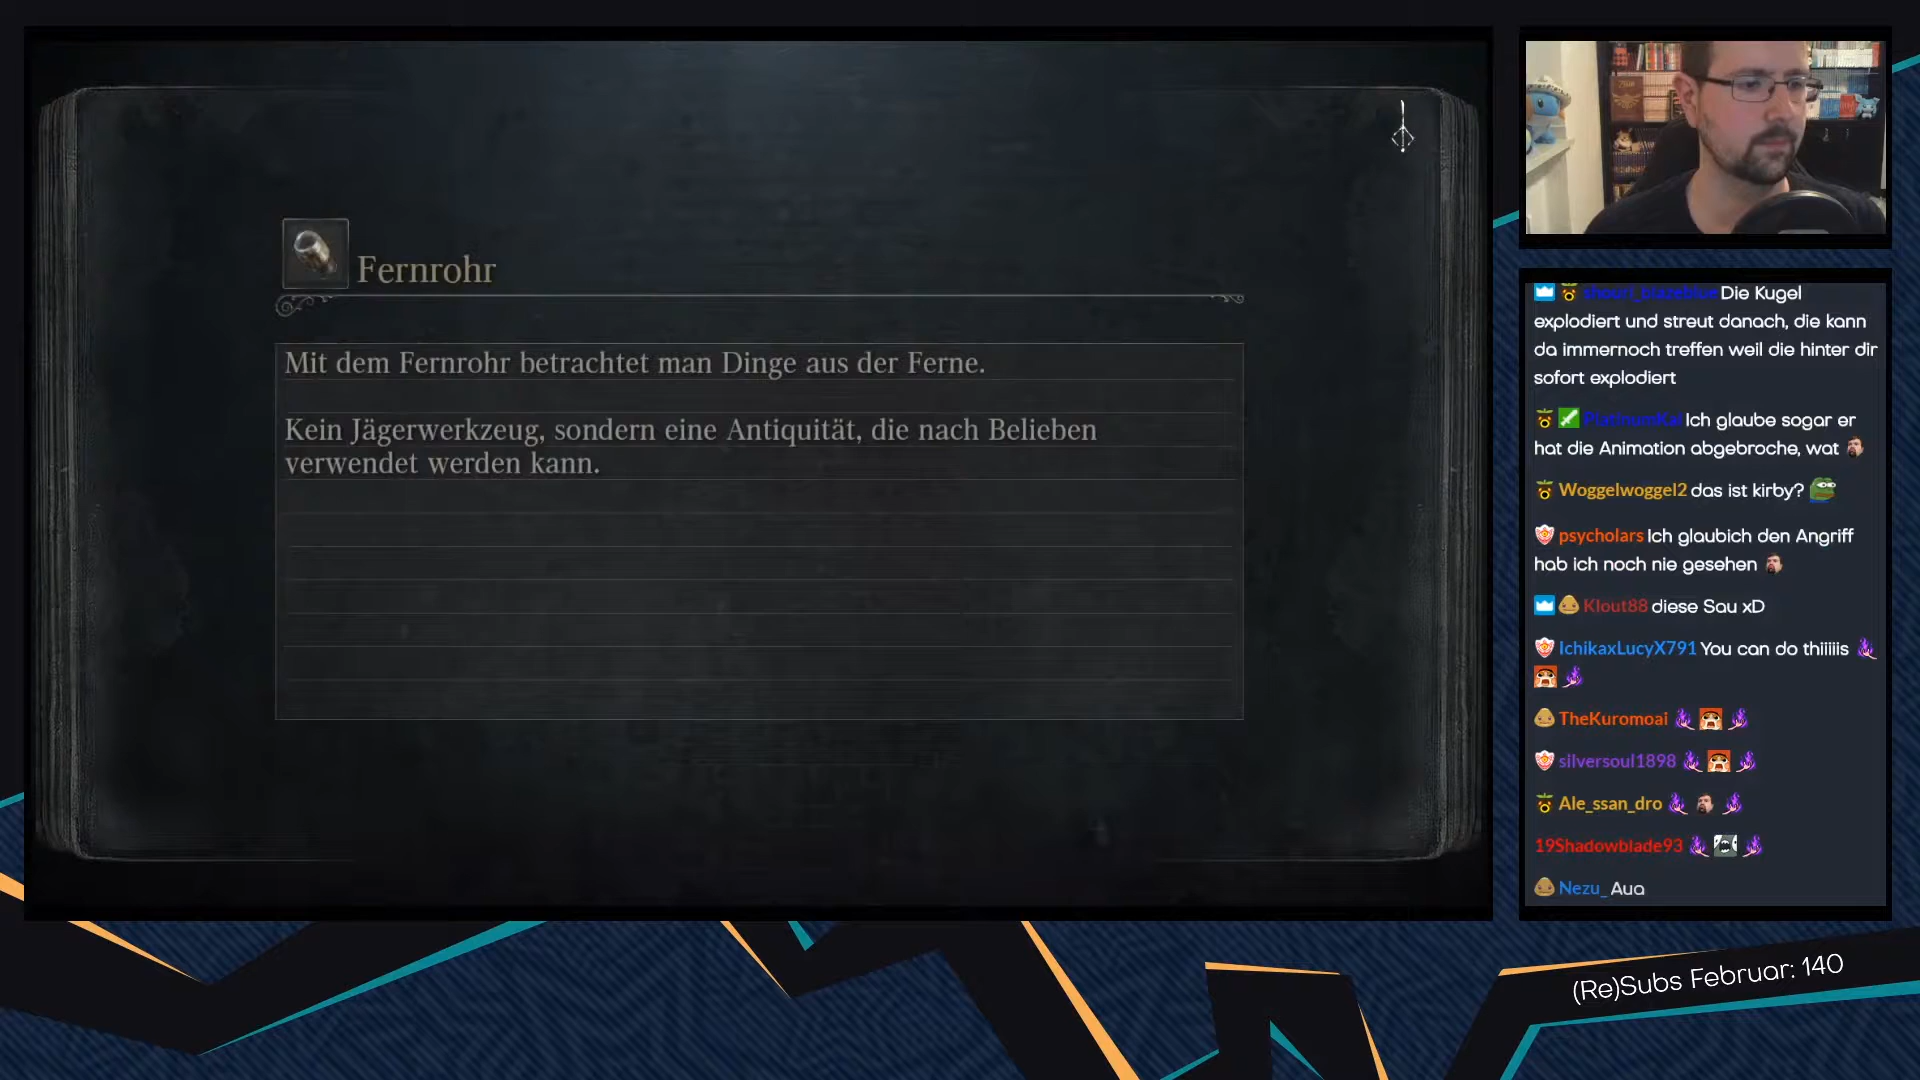 Fernrohr
Mit dem Fernrohr betrachtet man Dinge aus der Ferne.
Kein Jägerwerkzeug, sondern eine Antiquität, die nach Belieben
verwendet werden kann.
shouri_blazeblue Die Kugel
explodiert und streut danach, die kann
da immernoch treffen weil die hinter dir
sofort explodiert
PlatinumKai Ich glaube sogar er
hat die Animation abgebroche, wat
Woggelwoggel2 das ist kirby?
psycholars Ich glaubich den Angriff
hab ich noch nie gesehen
Klout88 diese Sau xD
IchikaxLucyX791 You can do thiiiiis
TheKuromoai
silversoul1898
Ale_ssan_dro
19Shadowblade93
Nezu_ Aua
(Re)Subs Februar: 140